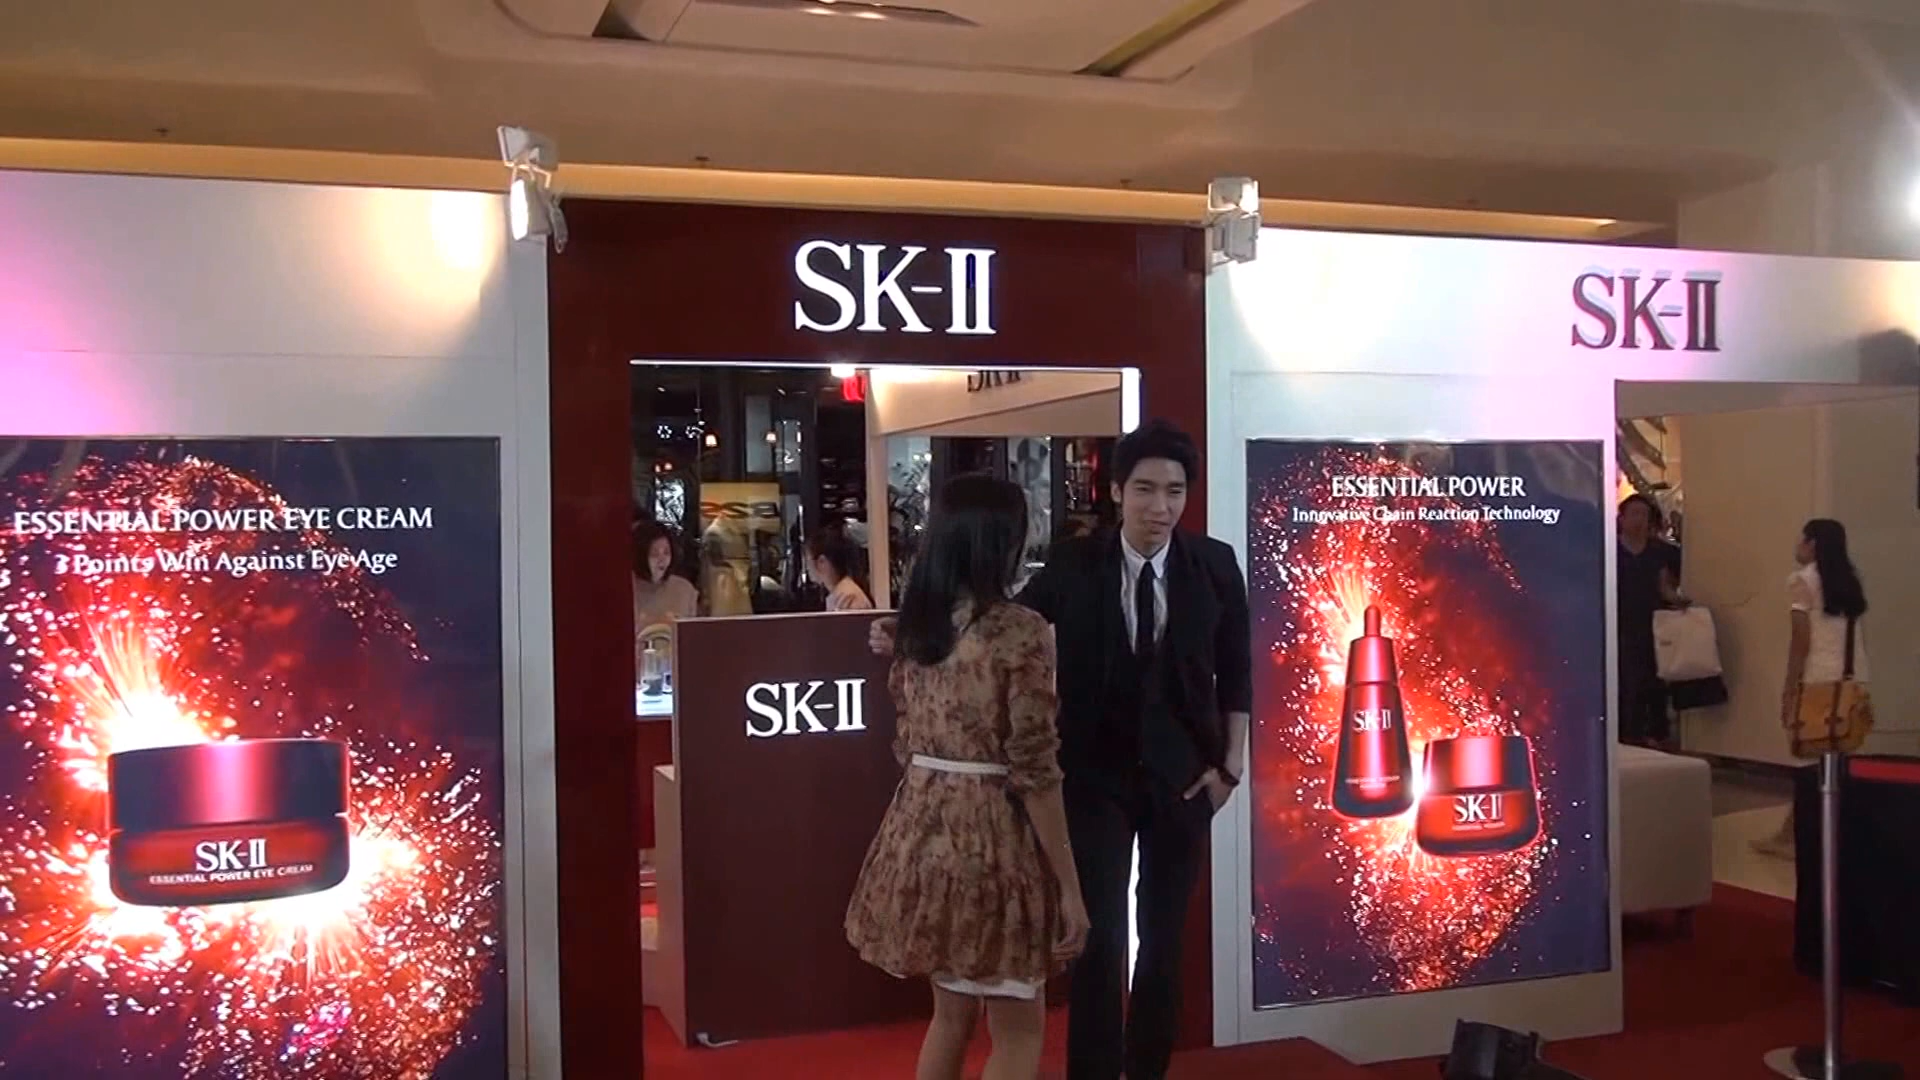 SK-II
SK-II
ESSENTIAL POWER EYE CREAM
3 Points Win Against Eye Age
SK-II
ESSENTIAL POWER EYE CREAM
SK-II
ESSENTIAL POWER
Innovative Chain Reaction Technology
SK-II
SK-II